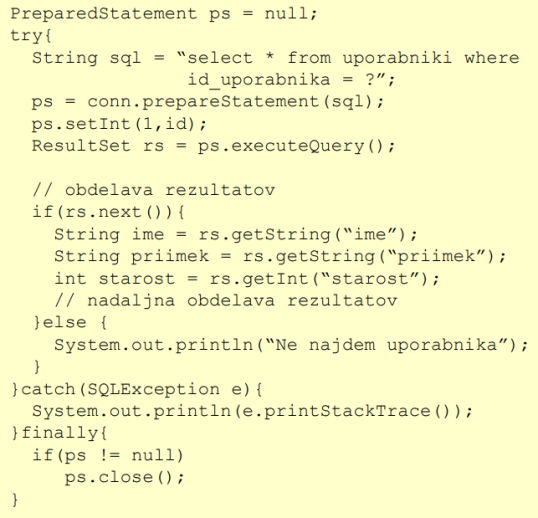 PreparedStatement ps = null;
try{
  String sql = “select * from uporabniki where
                id_uporabnika = ?”;
  ps = conn.prepareStatement(sql);
  ps.setInt(1,id);
  ResultSet rs = ps.executeQuery();

  // obdelava rezultatov
  if(rs.next()){
    String ime = rs.getString(“ime”);
    String priimek = rs.getString(“priimek”);
    int starost = rs.getInt(“starost”);
    // nadaljna obdelava rezultatov
  }else {
    System.out.println(“Ne najdem uporabnika”);
  }
}catch(SQLException e){
  System.out.println(e.printStackTrace());
}finally{
  if(ps != null)
     ps.close();
}